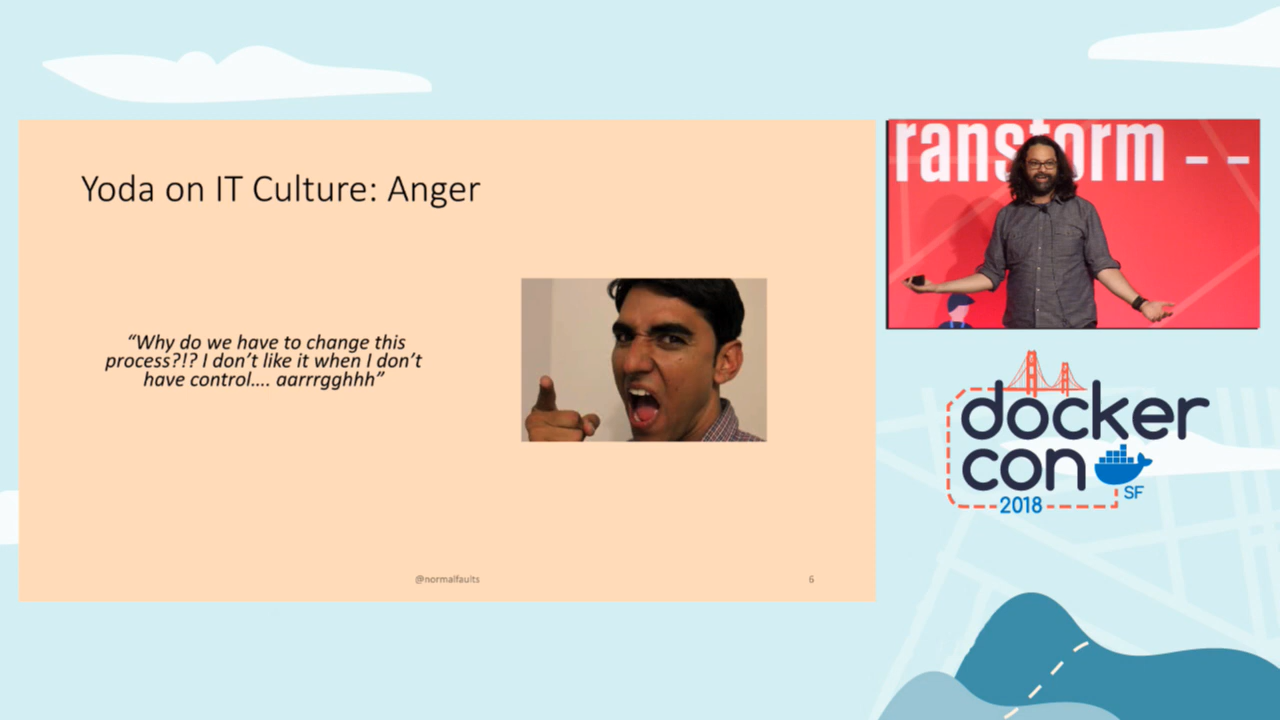 Yoda on IT Culture: Anger
“Why do we have to change this
process?!? I don’t like it when I don’t
have control.... aarrrgghhh”
@normalfaults
6
ransform --
docker
con
2018
SF